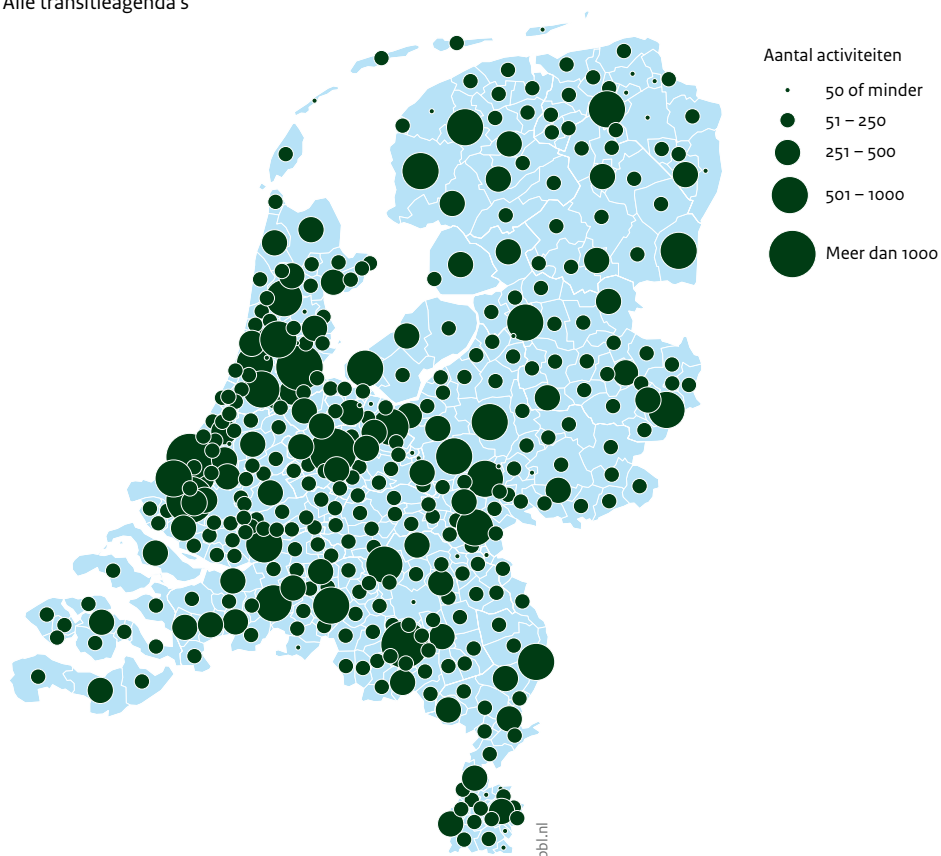 Alle transitieagenda's
Aantal activiteiten
50 of minder
51 – 250
251 – 500
501 – 1000
Meer dan 1000
pbl.nl